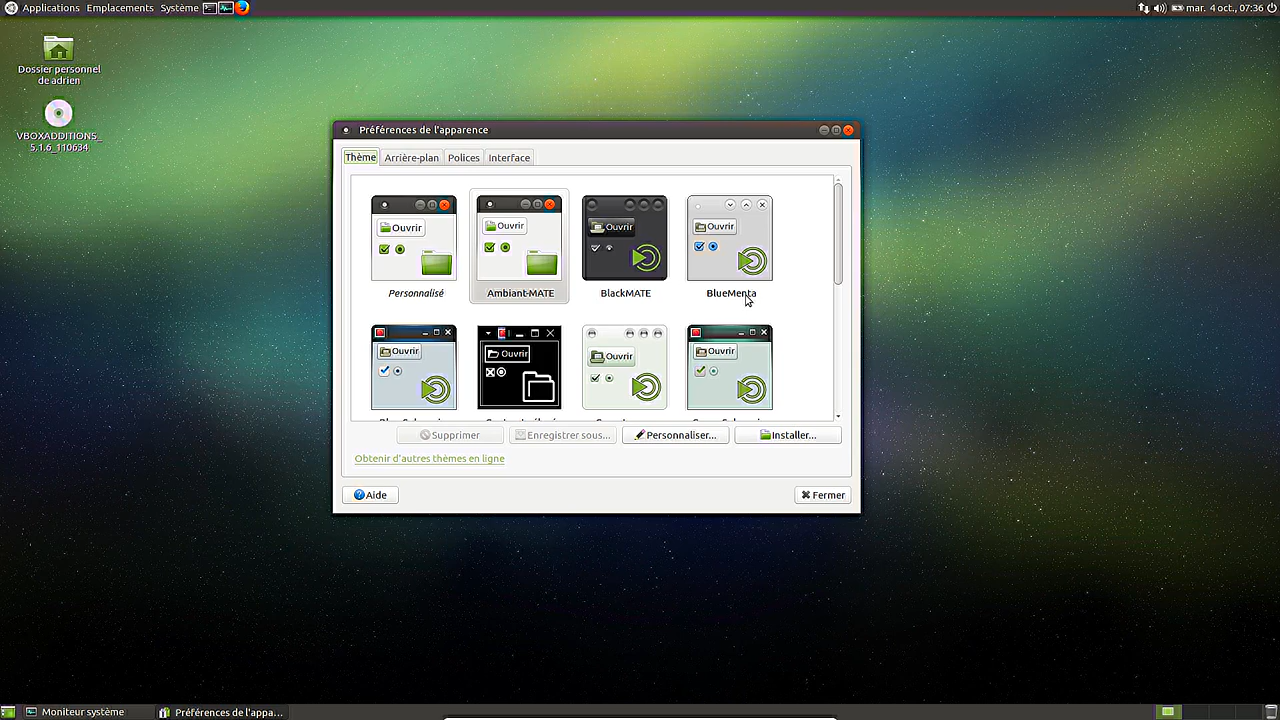 Applications Emplacements Système mar. 4 oct., 07:36
Dossier personnel
de adrien
VBOXADDITIONS_
5.1.6_110634
Préférences de l'apparence
Thème Arrière-plan Polices Interface
Ouvrir Ouvrir Ouvrir Ouvrir
Personnalisé Ambiant-MATE BlackMATE BlueMenta
Ouvrir Ouvrir Ouvrir Ouvrir
Supprimer Enregistrer sous... Personnaliser... Installer...
Obtenir d'autres thèmes en ligne
Aide Fermer
Moniteur système Préférences de l'appa...